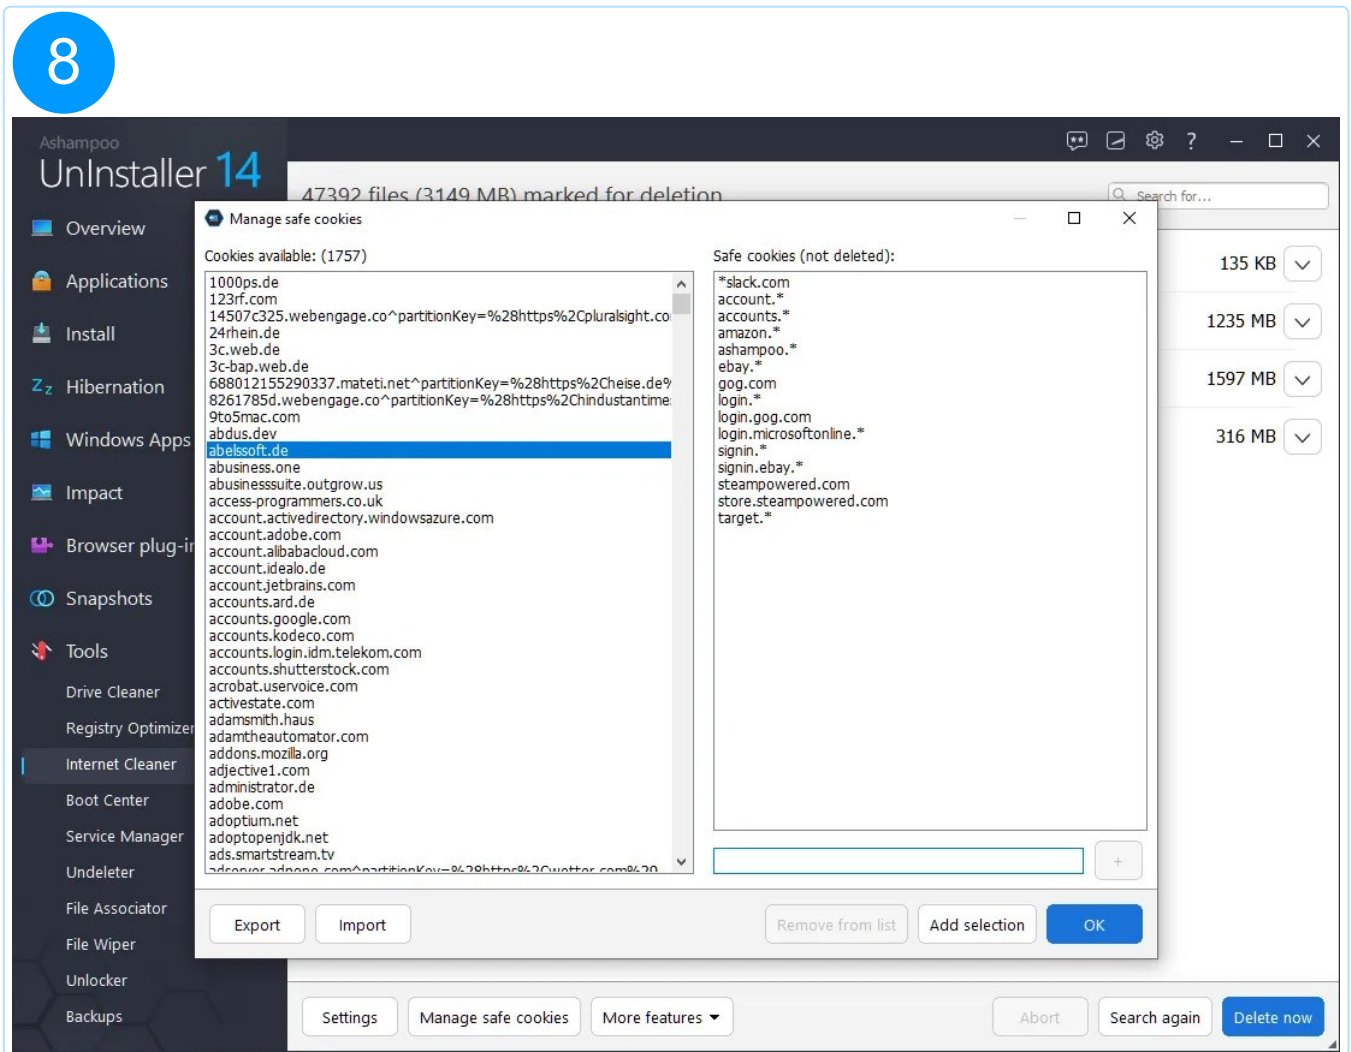 8
Ashampoo
UnInstaller 14
47392 files (3149 MB) marked for deletion
Search for...
Overview
Applications
Install
Hibernation
Windows Apps
Impact
Browser plug-in
Snapshots
Tools
Drive Cleaner
Registry Optimizer
Internet Cleaner
Boot Center
Service Manager
Undeleter
File Associator
File Wiper
Unlocker
Backups
135 KB
1235 MB
1597 MB
316 MB
Manage safe cookies
Cookies available: (1757)
1000ps.de
123rf.com
14507c325.webengage.co^partitionKey=%28https%2Cpluralsight.co
24rhein.de
3c.web.de
3c-bap.web.de
688012155290337.mateti.net^partitionKey=%28https%2Cheise.de%
8261785d.webengage.co^partitionKey=%28https%2Chindustantime
9to5mac.com
abdus.dev
abelssoft.de
abusiness.one
abusinesssuite.outgrow.us
access-programmers.co.uk
account.activedirectory.windowsazure.com
account.adobe.com
account.alibabacloud.com
account.idealo.de
account.jetbrains.com
accounts.ard.de
accounts.google.com
accounts.kodeco.com
accounts.login.idm.telekom.com
accounts.shutterstock.com
acrobat.uservoice.com
activestate.com
adamsmith.haus
adamtheautomator.com
addons.mozilla.org
adjective1.com
administrator.de
adobe.com
adoptium.net
adoptopenjdk.net
ads.smartstream.tv
adserver.adnone.com^partitionKey=%28https%2Cwetter.com%29
Safe cookies (not deleted):
*slack.com
account.*
accounts.*
amazon.*
ashampoo.*
ebay.*
gog.com
login.*
login.gog.com
login.microsoftonline.*
signin.*
signin.ebay.*
steampowered.com
store.steampowered.com
target.*
+
Export
Import
Remove from list
Add selection
OK
Settings
Manage safe cookies
More features
Abort
Search again
Delete now